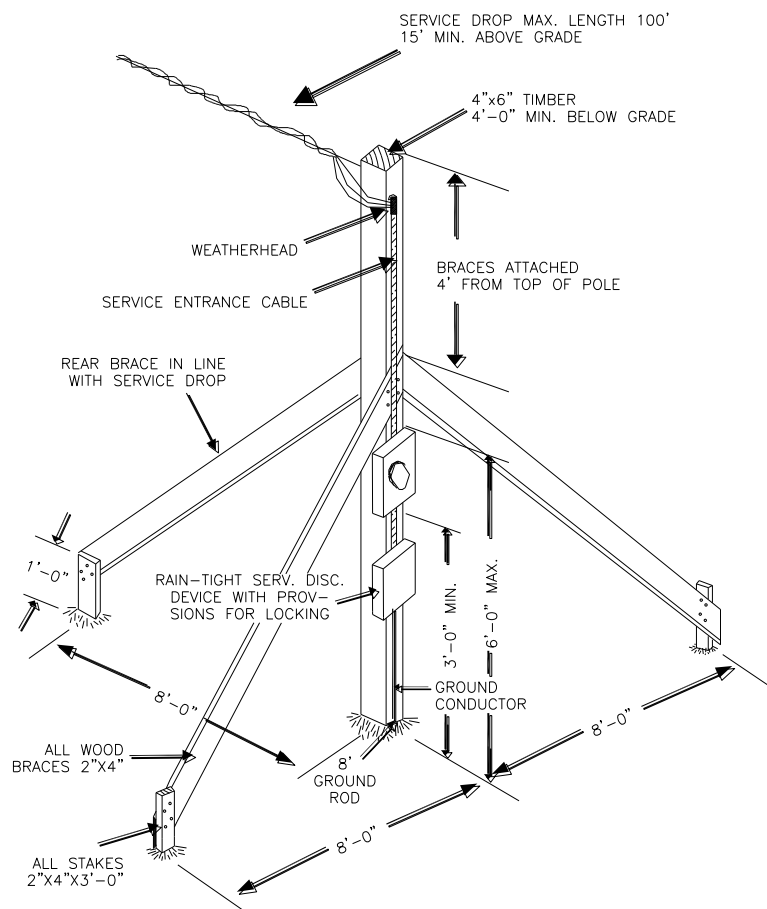 SERVICE DROP MAX. LENGTH 100'
15' MIN. ABOVE GRADE
4"x6" TIMBER
4'-0" MIN. BELOW GRADE
WEATHERHEAD
BRACES ATTACHED
4' FROM TOP OF POLE
SERVICE ENTRANCE CABLE
REAR BRACE IN LINE
WITH SERVICE DROP
1'-0"
RAIN-TIGHT SERV. DISC.
DEVICE WITH PROV-
SIONS FOR LOCKING
3'-0" MIN.
6'-0" MAX.
8'-0"
GROUND
CONDUCTOR
8'-0"
ALL WOOD
BRACES 2"X4"
8'
GROUND
ROD
8'-0"
ALL STAKES
2"X4"X3'-0"